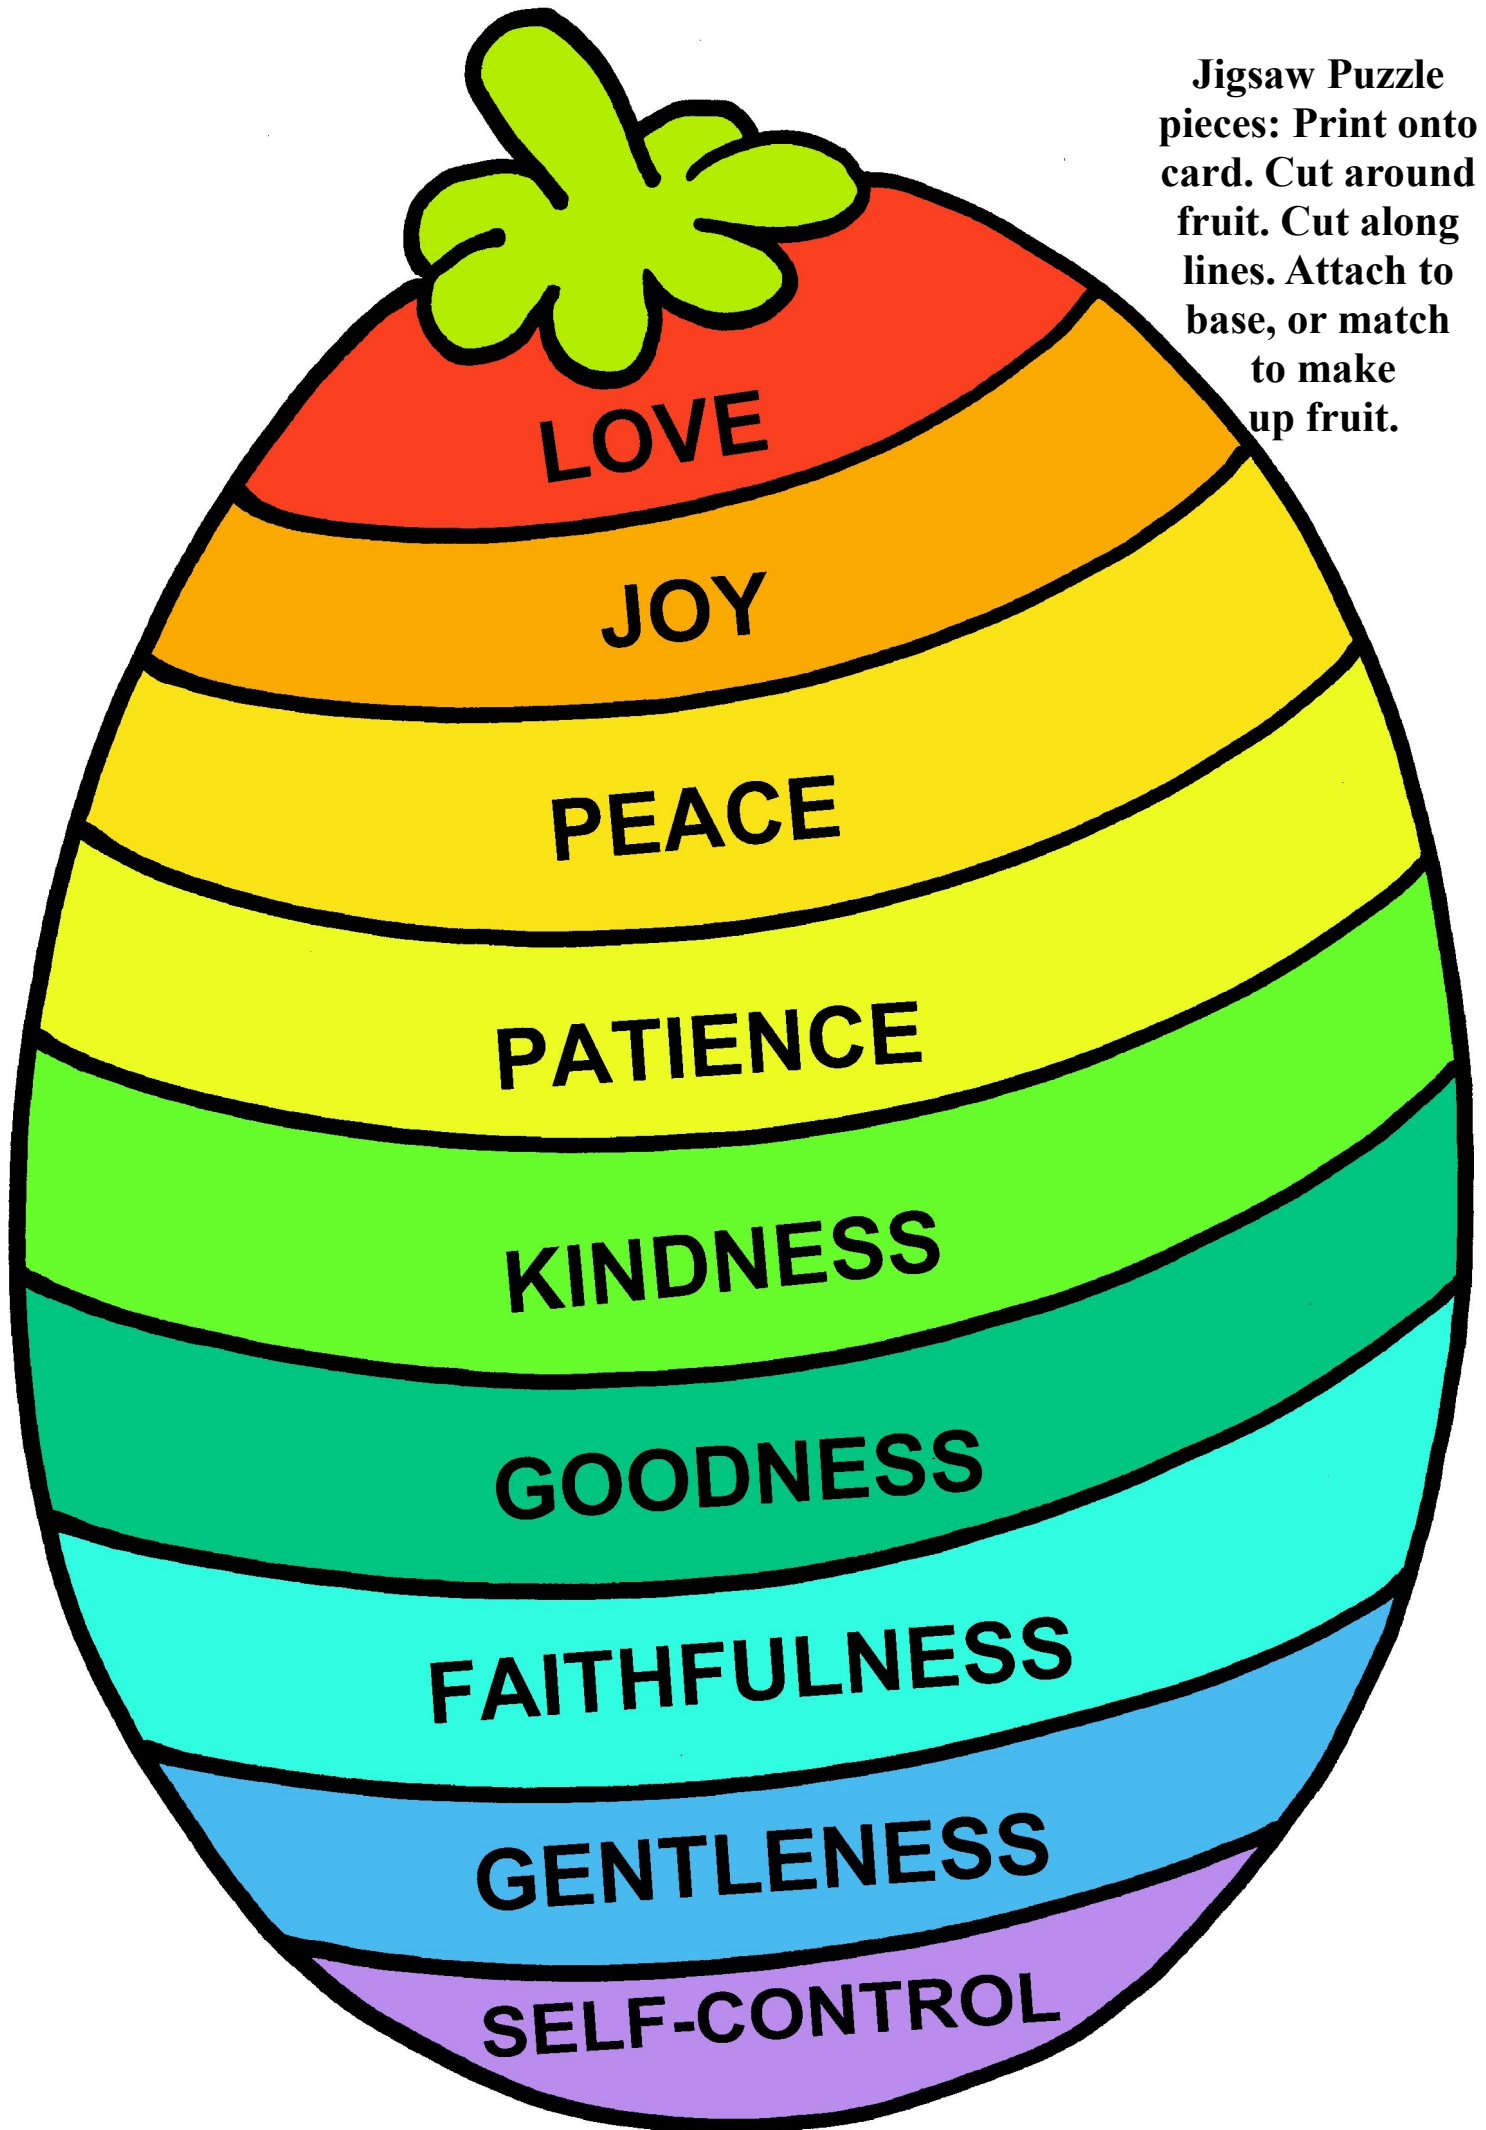 Jigsaw Puzzle
pieces: Print onto
card. Cut around
fruit. Cut along
lines. Attach to
base, or match
to make
up fruit.
LOVE
JOY
PEACE
PATIENCE
KINDNESS
GOODNESS
FAITHFULNESS
GENTLENESS
SELF-CONTROL